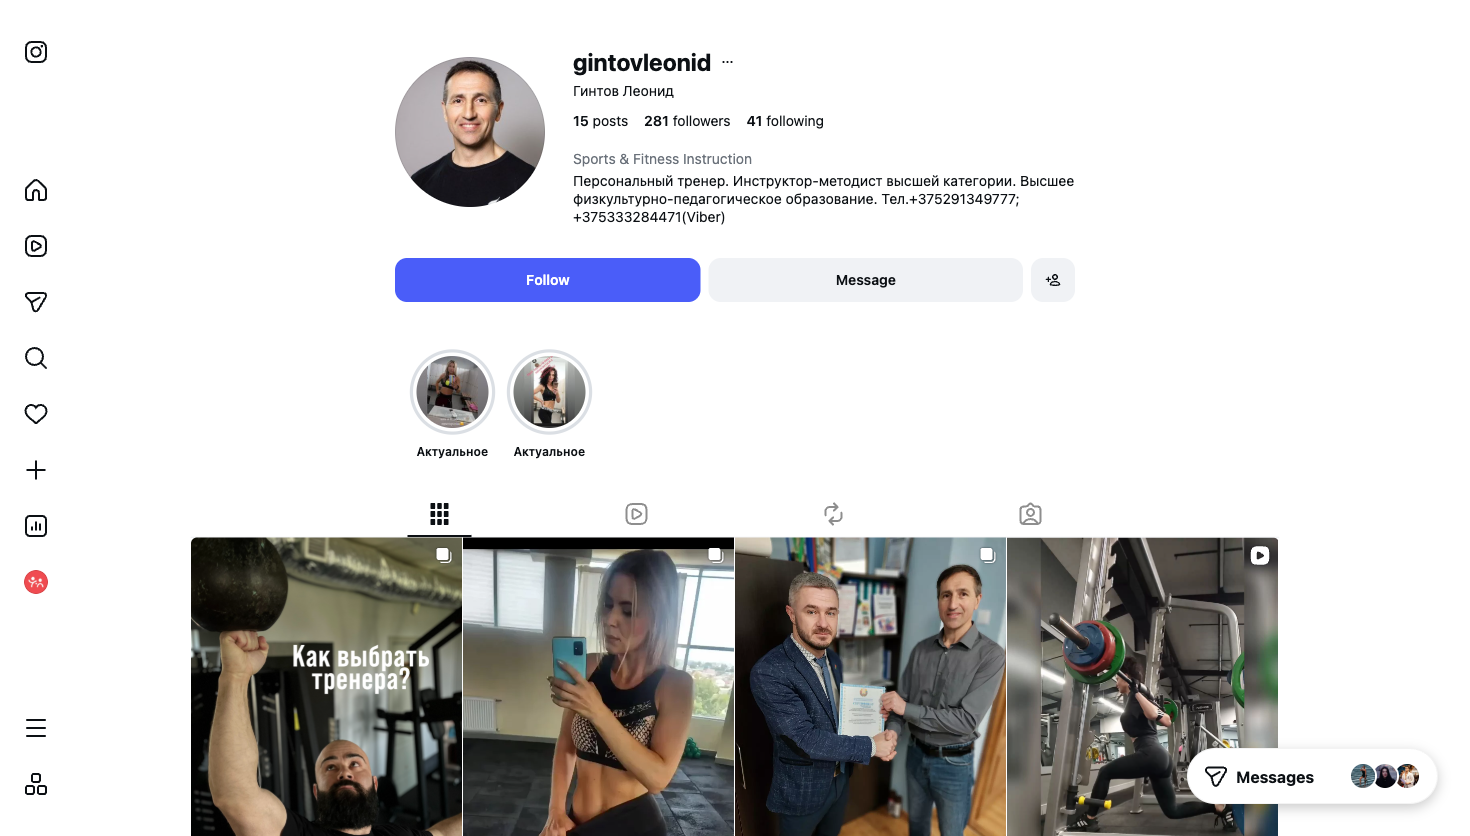 gintovleonid ...
Гинтов Леонид
15 posts 281 followers 41 following
Sports & Fitness Instruction
Персональный тренер. Инструктор-методист высшей категории. Высшее
физкультурно-педагогическое образование. Тел.+375291349777;
+375333284471(Viber)
Follow
Message
Актуальное
Актуальное
Как выбрать
тренера?
Messages